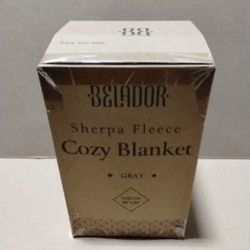 BELADOR
Sherpa Fleece
Cozy Blanket
GRAY